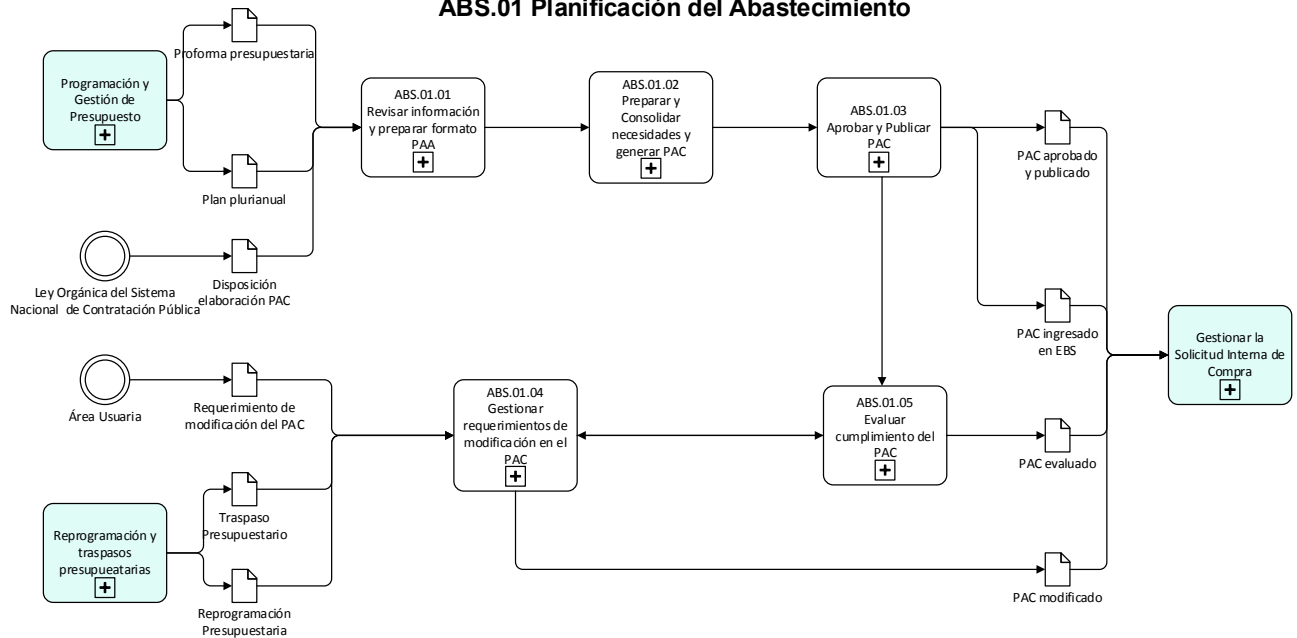 ABS.01 Planificación del Abastecimiento
Proforma presupuestaria
Programación y
Gestión de
Presupuesto
Plan plurianual
Ley Orgánica del Sistema
Nacional de Contratación Pública
Disposición
elaboración PAC
ABS.01.01
Revisar información
y preparar formato
PAA
ABS.01.02
Preparar y
Consolidar
necesidades y
generar PAC
ABS.01.03
Aprobar y Publicar
PAC
PAC aprobado
y publicado
PAC ingresado
en EBS
Gestionar la
Solicitud Interna de
Compra
Área Usuaria
Requerimiento de
modificación del PAC
ABS.01.04
Gestionar
requerimientos de
modificación en el
PAC
ABS.01.05
Evaluar
cumplimiento del
PAC
PAC evaluado
Reprogramación y
traspasos
presupueatarias
Traspaso
Presupuestario
Reprogramación
Presupuestaria
PAC modificado